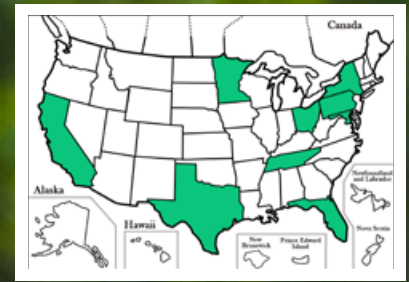 Canada
Alaska
Hawaii
New
Brunswick
Prince Edward
Island
Newfoundland
and Labrador
Nova Scotia